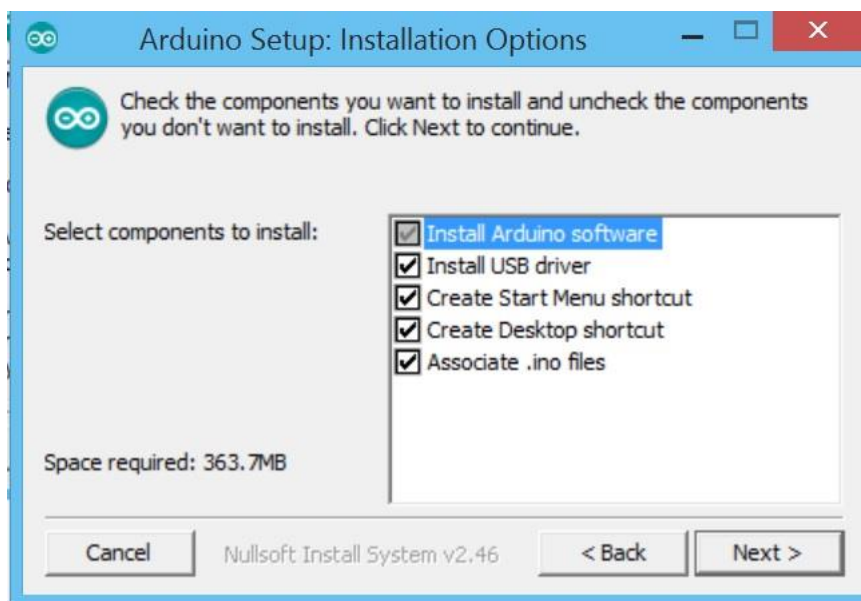 Arduino Setup: Installation Options
Check the components you want to install and uncheck the components
you don't want to install. Click Next to continue.
Select components to install:
Install Arduino software
Install USB driver
Create Start Menu shortcut
Create Desktop shortcut
Associate .ino files
Space required: 363.7MB
Cancel
Nullsoft Install System v2.46
< Back
Next >